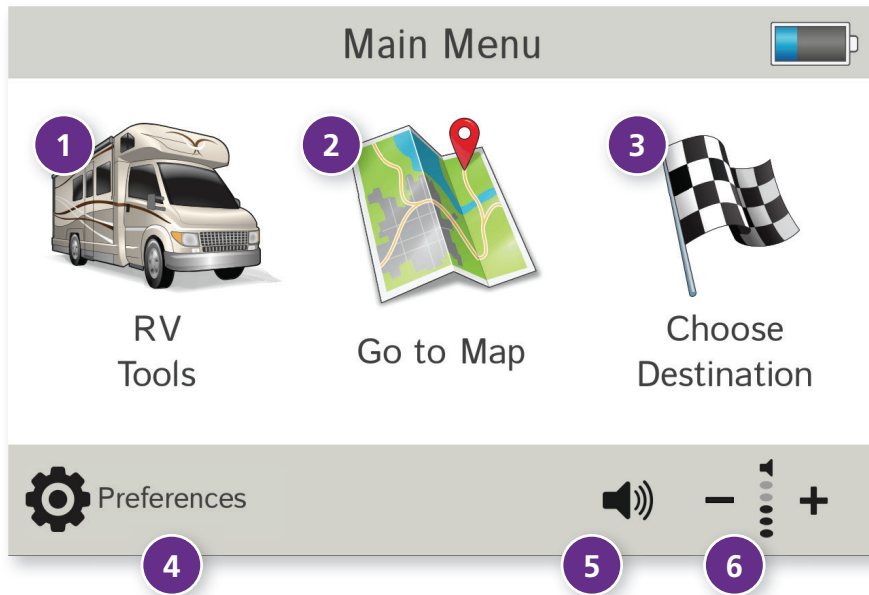 Main Menu
1
2
3
RV
Tools
Go to Map
Choose
Destination
Preferences
4
5
6